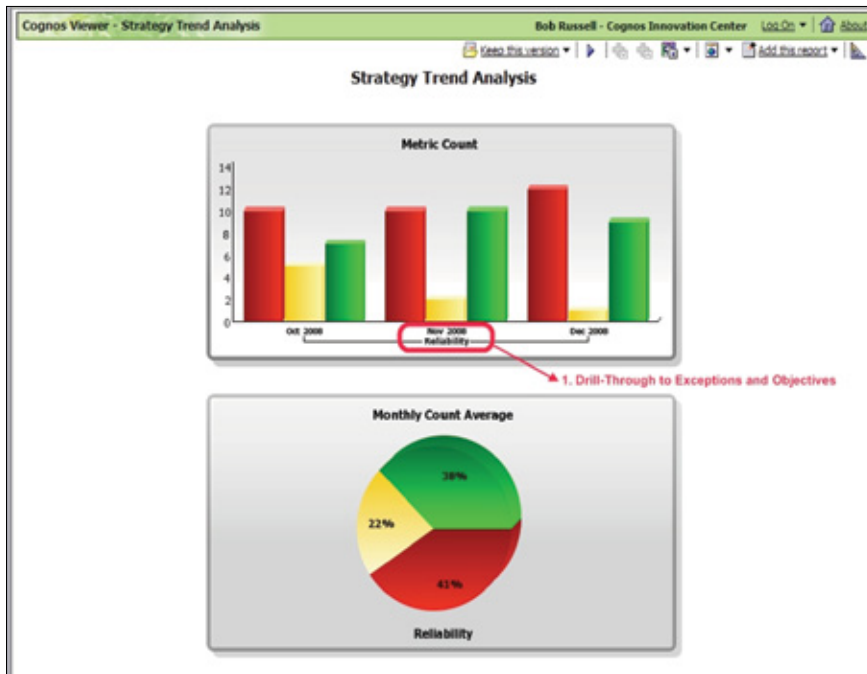 Cognos Viewer - Strategy Trend Analysis Bob Russell - Cognos Innovation Center Log On About
Keep this version Add this report
Strategy Trend Analysis
Metric Count
14
12
10
8
6
4
2
0
Oct 2008 Nov 2008 Dec 2008
Reliability
1. Drill-Through to Exceptions and Objectives
Monthly Count Average
38%
22%
41%
Reliability